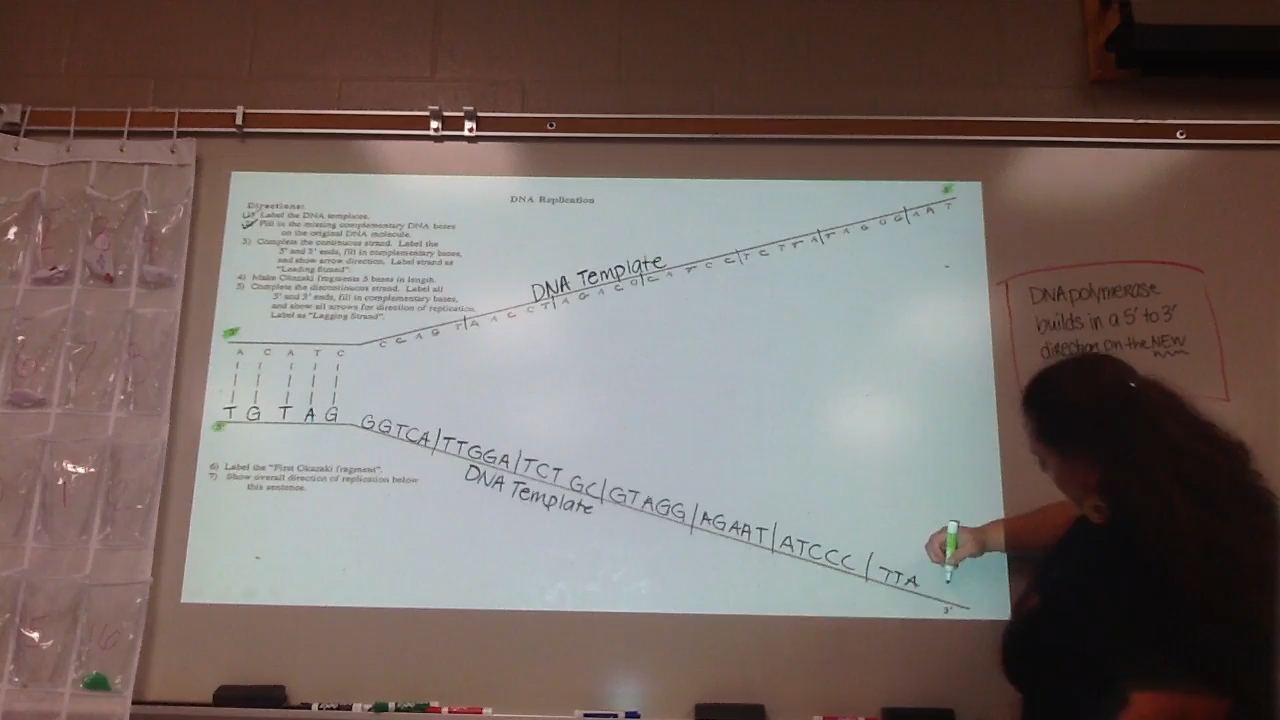 DNA Replication
Directions:
1) Label the DNA templates.
2) Fill in the missing complementary DNA bases
on the original DNA molecule.
3) Complete the continuous strand. Label the
5' and 3' ends, fill in complementary bases,
and show arrow for direction. Label strand as
"Leading Strand".
4) Make Okazaki fragments 5 bases in length.
5) Complete the discontinuous strand. Label all
5' and 3' ends, fill in complementary bases,
and show all arrows for direction of replication.
Label as "Lagging Strand".
DNA Template
A C A T C
T G T A G
GGTCA/TTGGA/TCTGC/GTAGG/AGAAT/ATCCC/TTA
DNA Template
3'
6) Label the "First Okazaki fragment".
7) Show overall direction of replication below
this sentence.
DNA polymerase
builds in a 5' to 3'
direction on the NEW